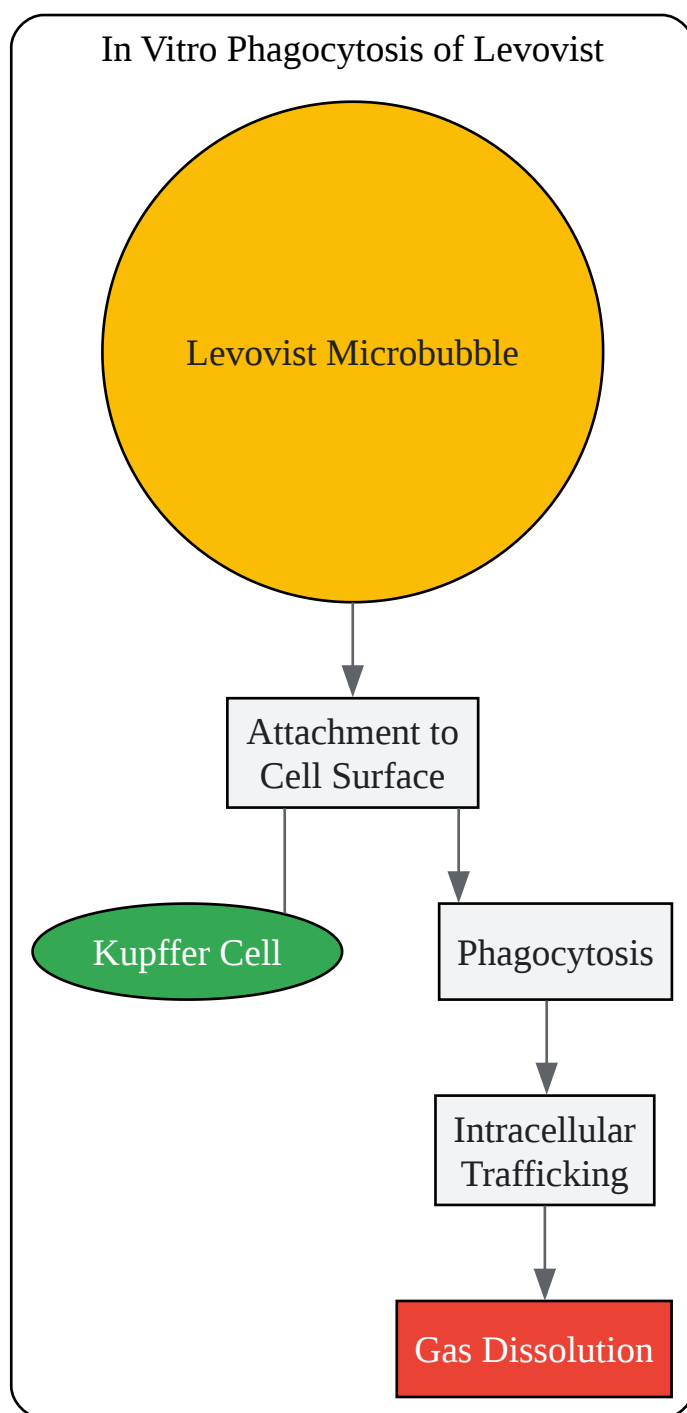 In Vitro Phagocytosis of Levovist
Levovist Microbubble
Attachment to
Cell Surface
Kupffer Cell
Phagocytosis
Intracellular
Trafficking
Gas Dissolution